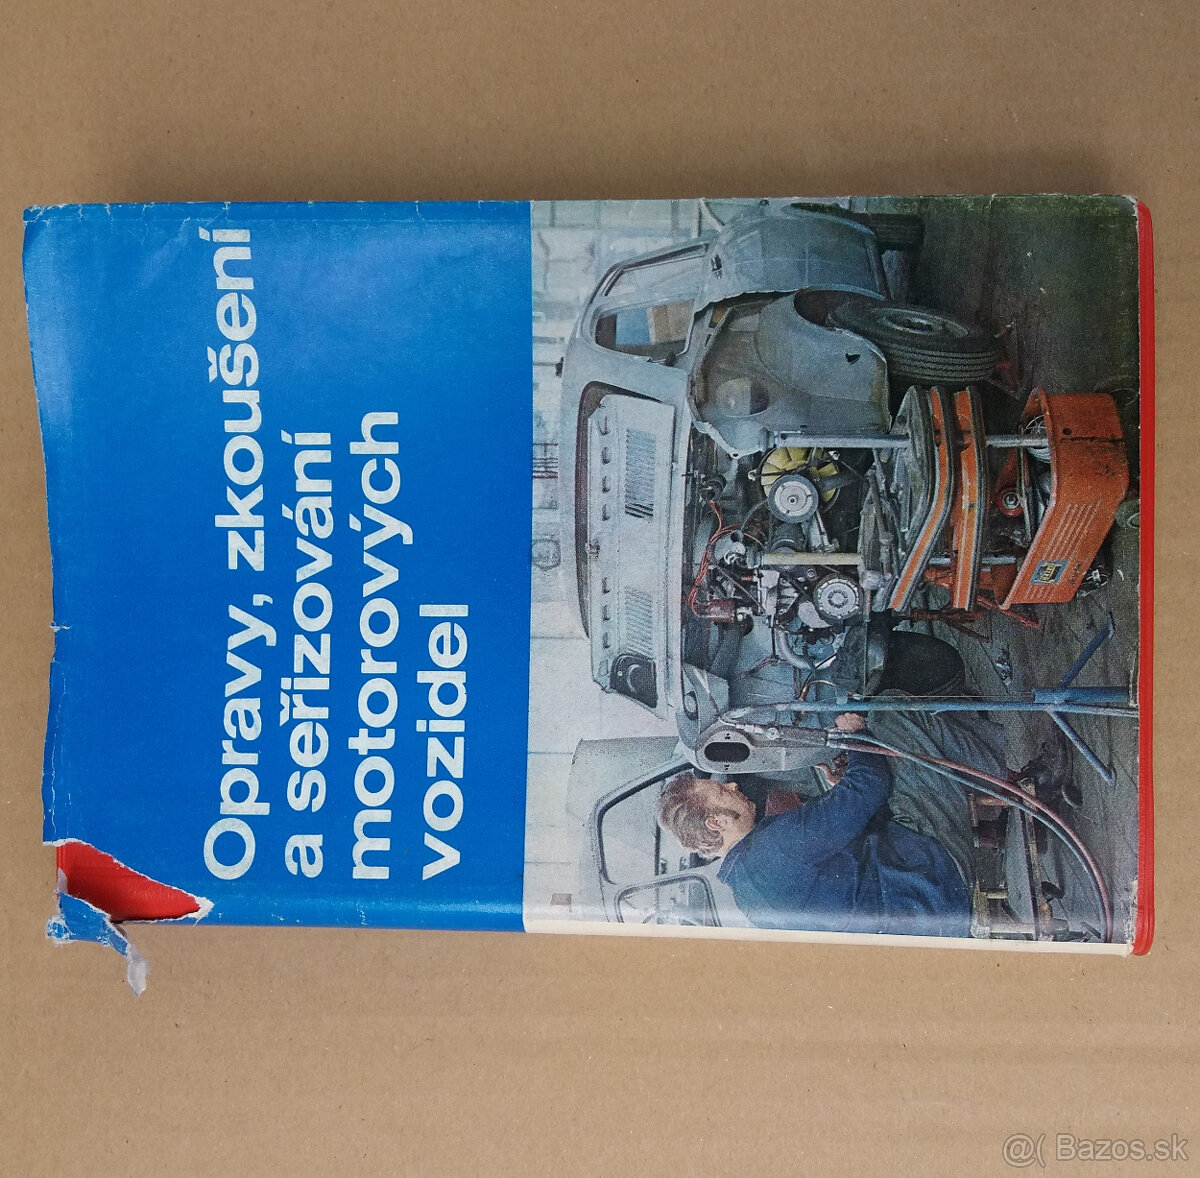 Opravy, zkoušení
a seřizování
motorových
vozidel
@( Bazos.sk